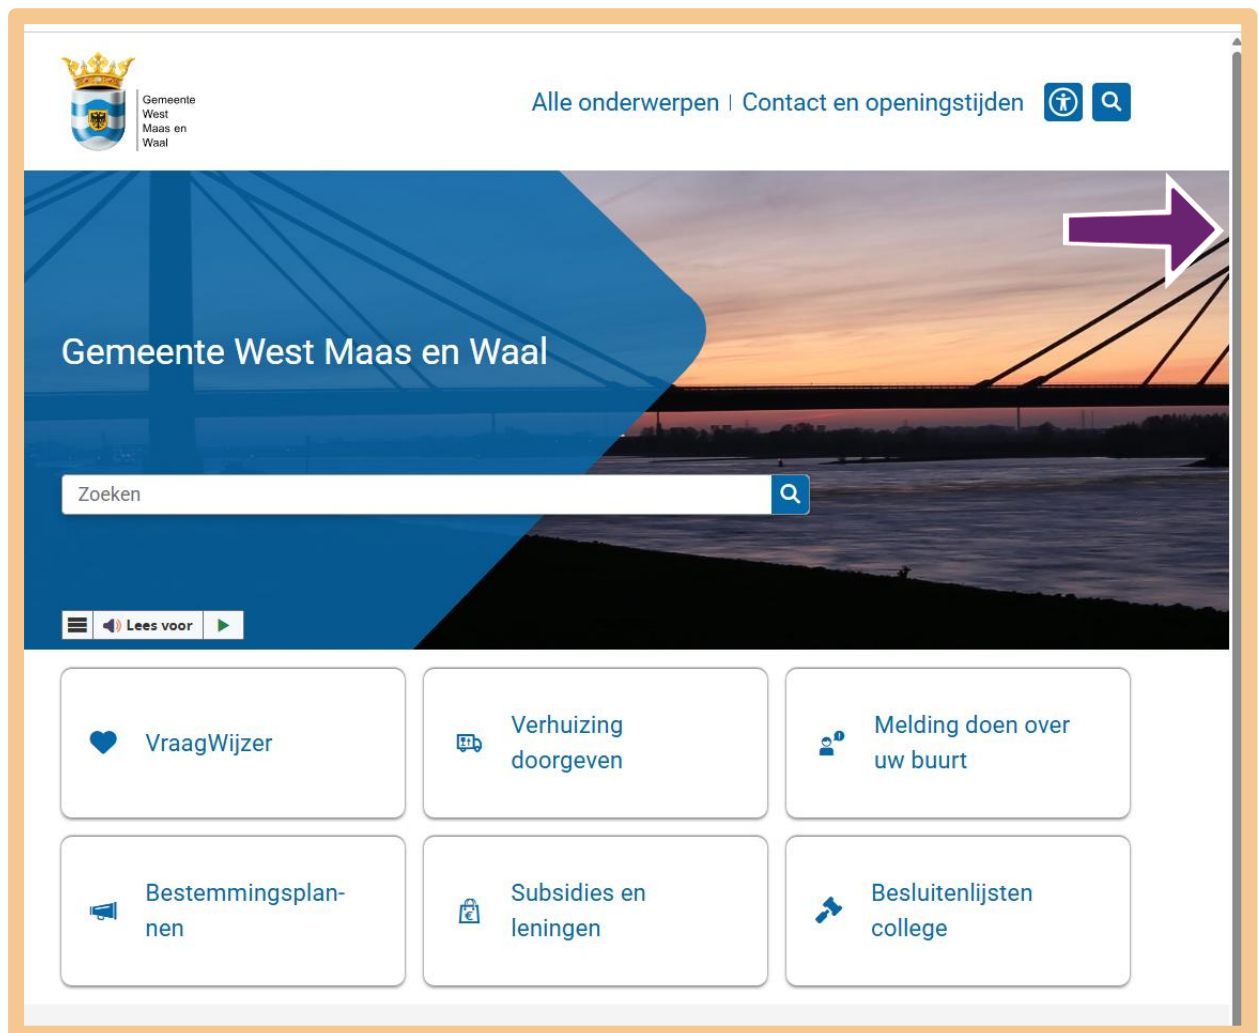 Gemeente
West
Maas en
Waal
Alle onderwerpen | Contact en openingstijden
Gemeente West Maas en Waal
Zoeken
Lees voor
VraagWijzer
Verhuizing
doorgeven
Melding doen over
uw buurt
Bestemmingsplan-
nen
Subsidies en
leningen
Besluitenlijsten
college